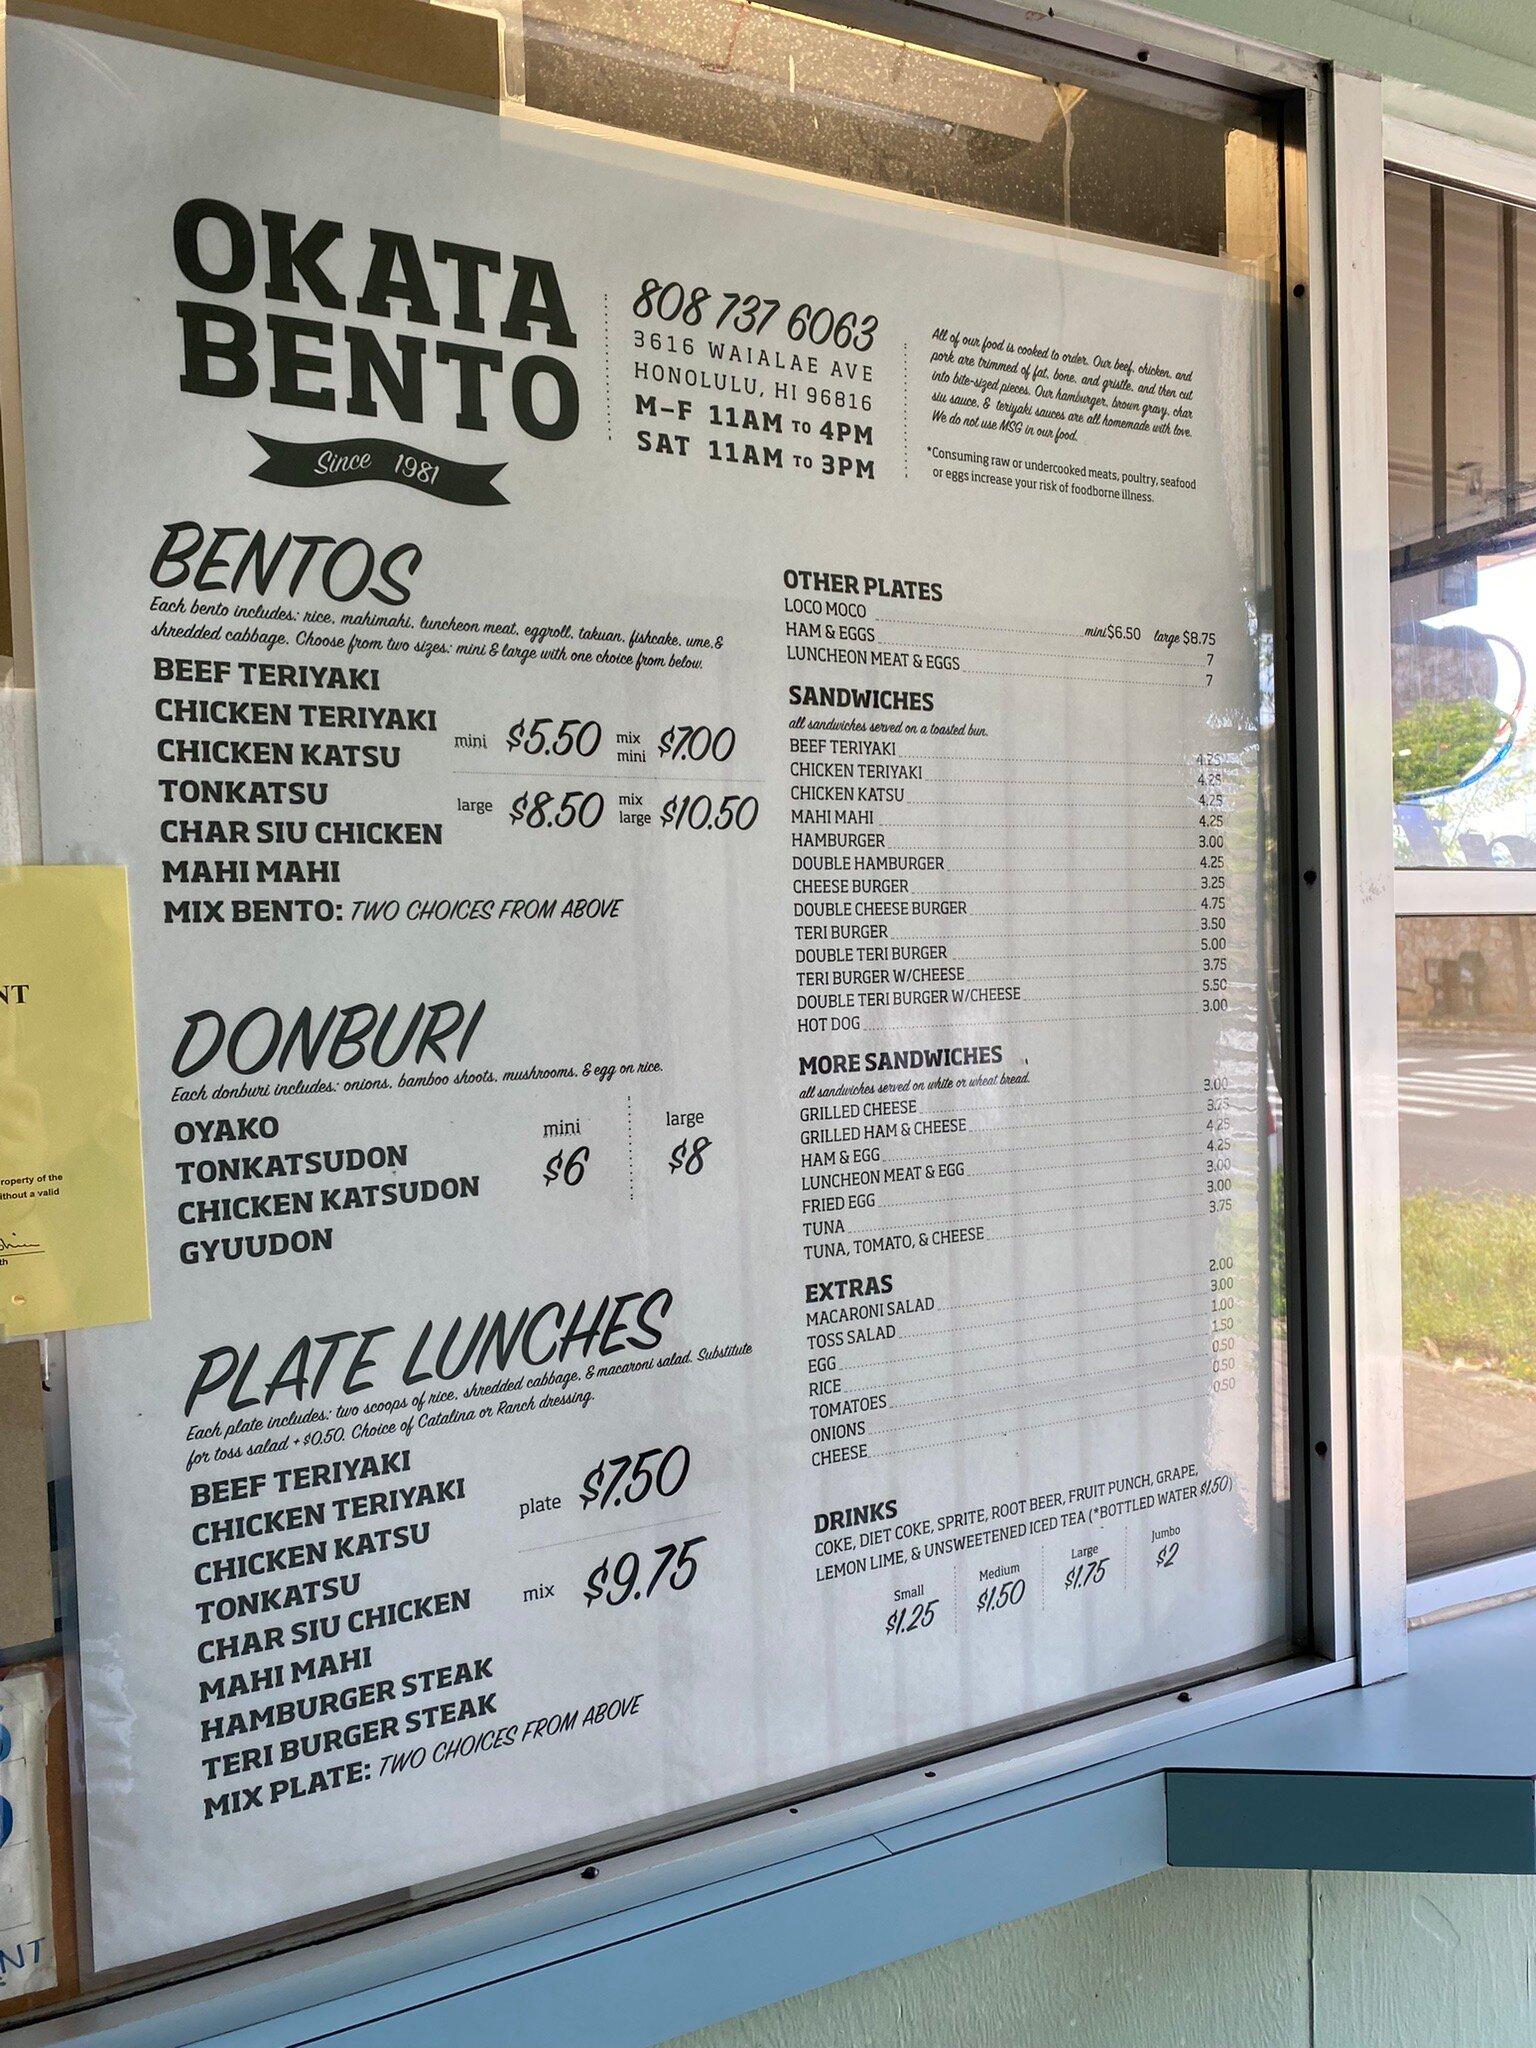 OKATA
BENTO
Since 1981
808 737 6063
3616 WAIALAE AVE
HONOLULU, HI 96816
M-F 11AM TO 4PM
SAT 11AM TO 3PM
All of our food is cooked to order. Our beef, chicken, and
pork are trimmed of fat, bone, and gristle, and then cut
into bite-sized pieces. Our hamburger, brown gravy, char
siu sauce, & teriyaki sauces are all homemade with love.
We do not use MSG in our food.
*Consuming raw or undercooked meats, poultry, seafood
or eggs increase your risk of foodborne illness.
BENTOS
Each bento includes: rice, mahimahi, luncheon meat, eggroll, takuan, fishcake, ume, &
shredded cabbage. Choose from two sizes: mini & large with one choice from below.
BEEF TERIYAKI
CHICKEN TERIYAKI
CHICKEN KATSU
TONKATSU
CHAR SIU CHICKEN
MAHI MAHI
MIX BENTO: TWO CHOICES FROM ABOVE
mini $5.50 mix mini $7.00
large $8.50 mix large $10.50
DONBURI
Each donburi includes: onions, bamboo shoots, mushrooms, & egg on rice.
OYAKO
TONKATSUDON
CHICKEN KATSUDON
GYUUDON
mini large
$6 $8
PLATE LUNCHES
Each plate includes: two scoops of rice, shredded cabbage, & macaroni salad. Substitute
for toss salad + $0.50. Choice of Catalina or Ranch dressing.
BEEF TERIYAKI
CHICKEN TERIYAKI
CHICKEN KATSU
TONKATSU
CHAR SIU CHICKEN
MAHI MAHI
HAMBURGER STEAK
TERI BURGER STEAK
MIX PLATE: TWO CHOICES FROM ABOVE
plate $7.50
mix $9.75
OTHER PLATES
LOCO MOCO mini $6.50 large $8.75
HAM & EGGS 7
LUNCHEON MEAT & EGGS 7
SANDWICHES
all sandwiches served on a toasted bun.
BEEF TERIYAKI 4.25
CHICKEN TERIYAKI 4.25
CHICKEN KATSU 4.25
MAHI MAHI 4.25
HAMBURGER 3.00
DOUBLE HAMBURGER 4.25
CHEESE BURGER 3.25
DOUBLE CHEESE BURGER 4.75
TERI BURGER 3.50
DOUBLE TERI BURGER 5.00
TERI BURGER W/CHEESE 3.75
DOUBLE TERI BURGER W/CHEESE 5.50
HOT DOG 3.00
MORE SANDWICHES
all sandwiches served on white or wheat bread.
GRILLED CHEESE 3.00
GRILLED HAM & CHEESE 3.75
HAM & EGG 4.25
LUNCHEON MEAT & EGG 4.25
FRIED EGG 3.00
TUNA 3.00
TUNA, TOMATO, & CHEESE 3.75
EXTRAS
MACARONI SALAD 2.00
TOSS SALAD 3.00
EGG 1.00
RICE 1.50
TOMATOES 0.50
ONIONS 0.50
CHEESE 0.50
DRINKS
COKE, DIET COKE, SPRITE, ROOT BEER, FRUIT PUNCH, GRAPE,
LEMON LIME, & UNSWEETENED ICED TEA (*BOTTLED WATER $1.50)
Small Medium Large Jumbo
$1.25 $1.50 $1.75 $2
NT
roperty of the
ithout a valid
th
NT